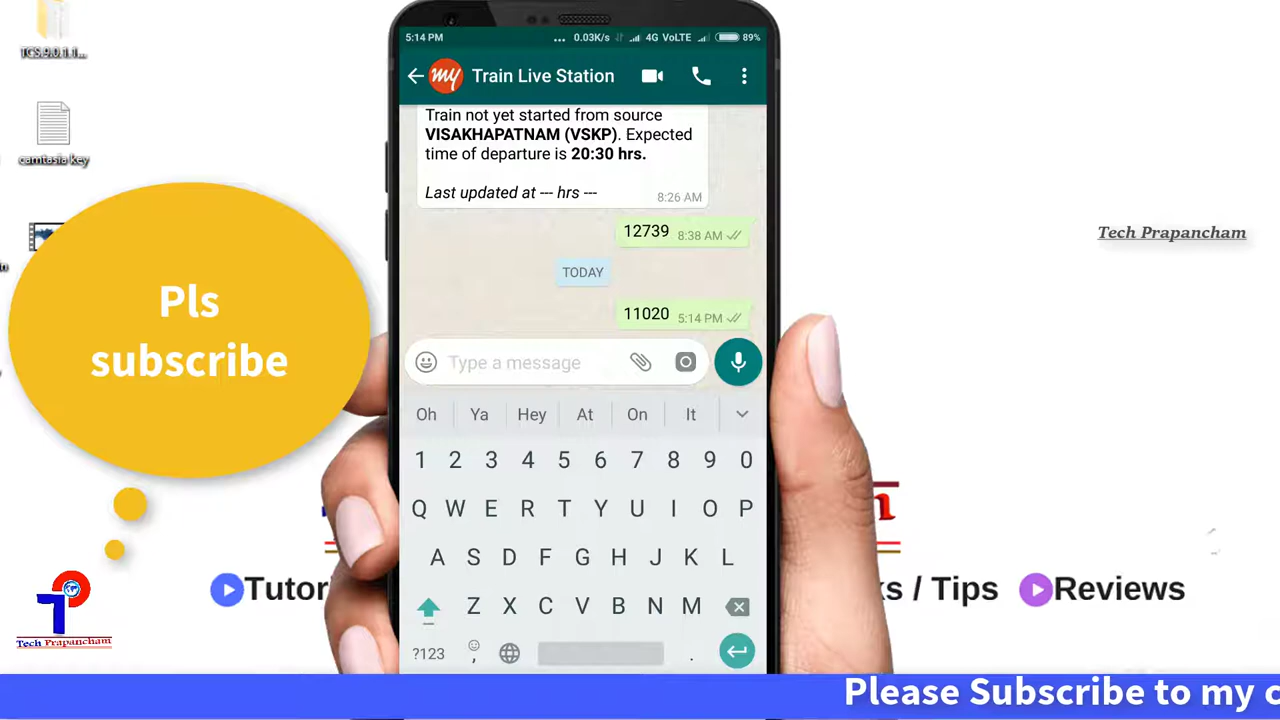 TCS.9.0.1.1...
camtasia key
Pls
subscribe
Tech Prapancham
5:14 PM
... 0.03K/s 4G VoLTE 89%
my Train Live Station
Train not yet started from source
VISAKHAPATNAM (VSKP). Expected
time of departure is 20:30 hrs.
Last updated at --- hrs ---
8:26 AM
12739 8:38 AM
TODAY
11020 5:14 PM
Type a message
Oh Ya Hey At On It
1 2 3 4 5 6 7 8 9 0
Q W E R T Y U I O P
A S D F G H J K L
Z X C V B N M
?123 , .
Tech Prapancham
Tutor
ks / Tips
Reviews
Please Subscribe to my c